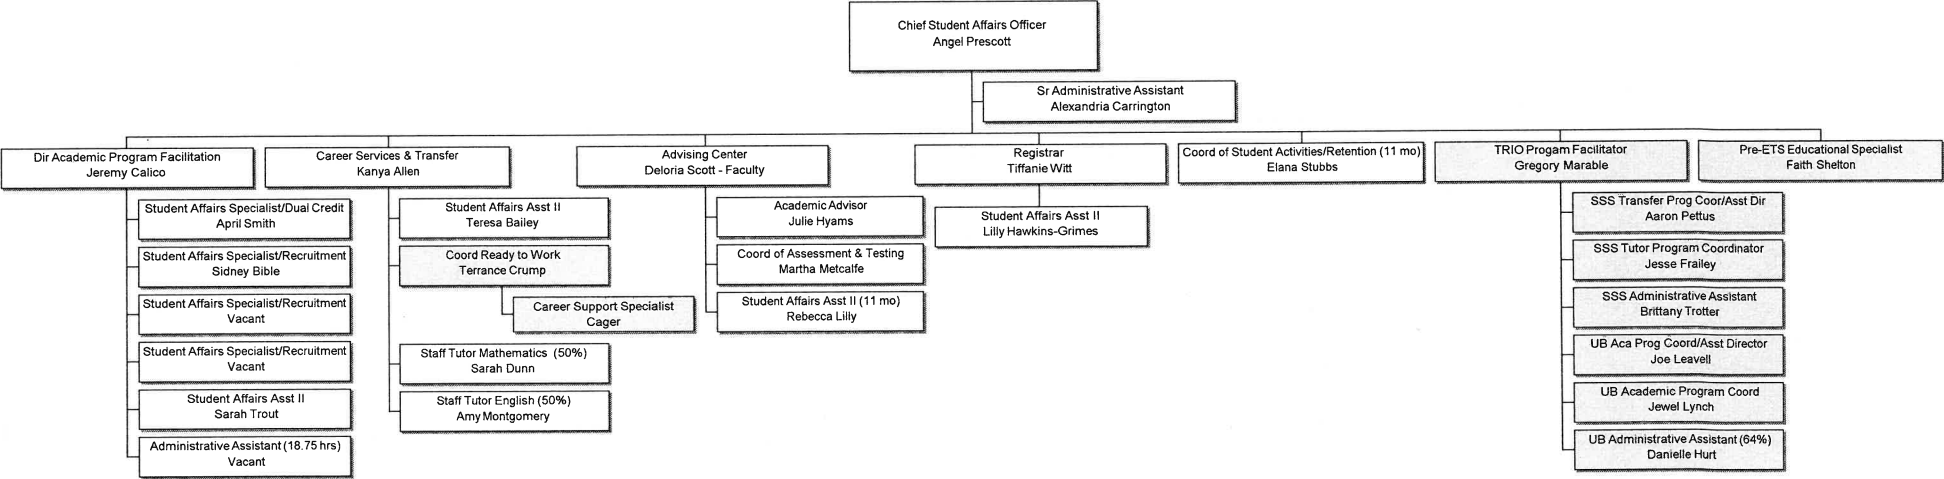 Chief Student Affairs Officer
Angel Prescott
Sr Administrative Assistant
Alexandria Carrington
Dir Academic Program Facilitation
Jeremy Calico
Student Affairs Specialist/Dual Credit
April Smith
Student Affairs Specialist/Recruitment
Sidney Bible
Student Affairs Specialist/Recruitment
Vacant
Student Affairs Specialist/Recruitment
Vacant
Student Affairs Asst II
Sarah Trout
Administrative Assistant (18.75 hrs)
Vacant
Career Services & Transfer
Kanya Allen
Student Affairs Asst II
Teresa Bailey
Coord Ready to Work
Terrance Crump
Career Support Specialist
Cager
Staff Tutor Mathematics (50%)
Sarah Dunn
Staff Tutor English (50%)
Amy Montgomery
Advising Center
Deloria Scott - Faculty
Academic Advisor
Julie Hyams
Coord of Assessment & Testing
Martha Metcalfe
Student Affairs Asst II (11 mo)
Rebecca Lilly
Registrar
Tiffanie Witt
Student Affairs Asst II
Lilly Hawkins-Grimes
Coord of Student Activities/Retention (11 mo)
Elana Stubbs
TRIO Progam Facilitator
Gregory Marable
SSS Transfer Prog Coor/Asst Dir
Aaron Pettus
SSS Tutor Program Coordinator
Jesse Frailey
SSS Administrative Assistant
Brittany Trotter
UB Aca Prog Coord/Asst Director
Joe Leavell
UB Academic Program Coord
Jewel Lynch
UB Administrative Assistant (64%)
Danielle Hurt
Pre-ETS Educational Specialist
Faith Shelton